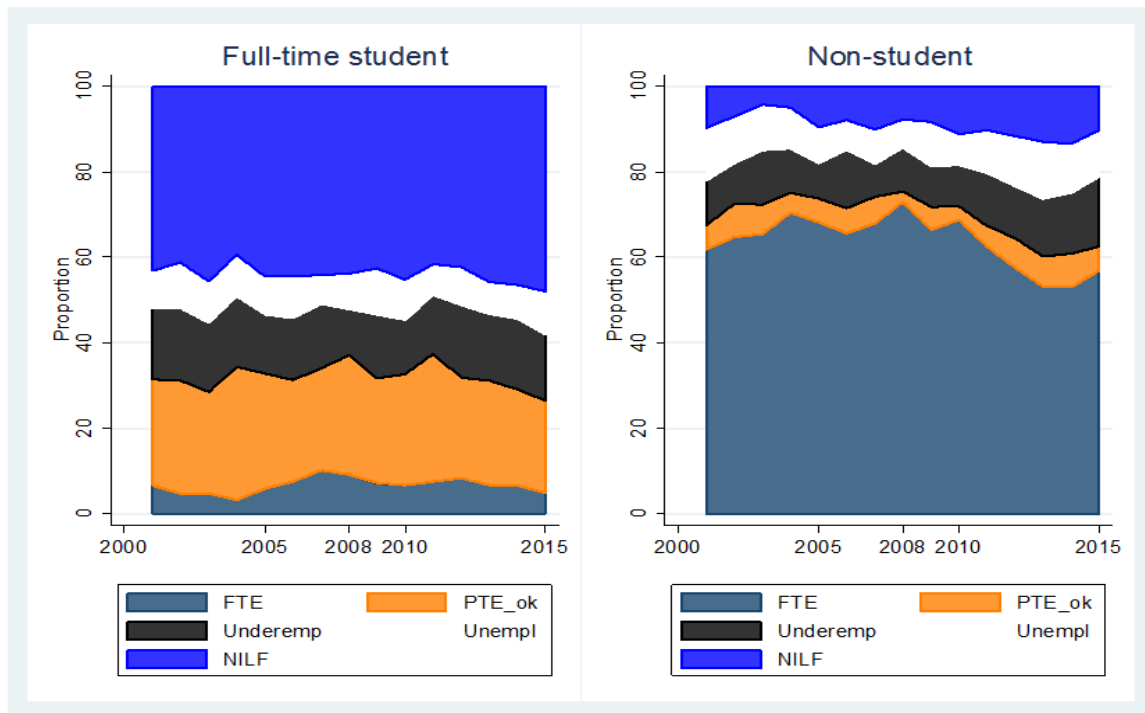 Full-time student
Proportion
100
80
60
40
20
0
2000 2005 2008 2010 2015
FTE PTE_ok
Underemp Unempl
NILF
Non-student
Proportion
100
80
60
40
20
0
2000 2005 2008 2010 2015
FTE PTE_ok
Underemp Unempl
NILF